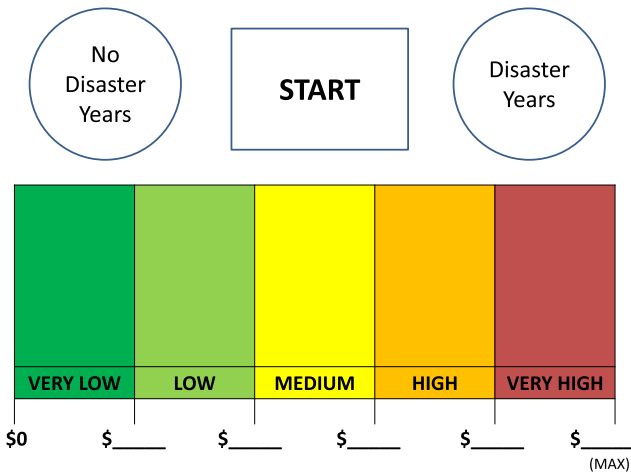 No
Disaster
Years
START
Disaster
Years
VERY LOW
LOW
MEDIUM
HIGH
VERY HIGH
$0
$_____
$_____
$_____
$_____
$_____
(MAX)